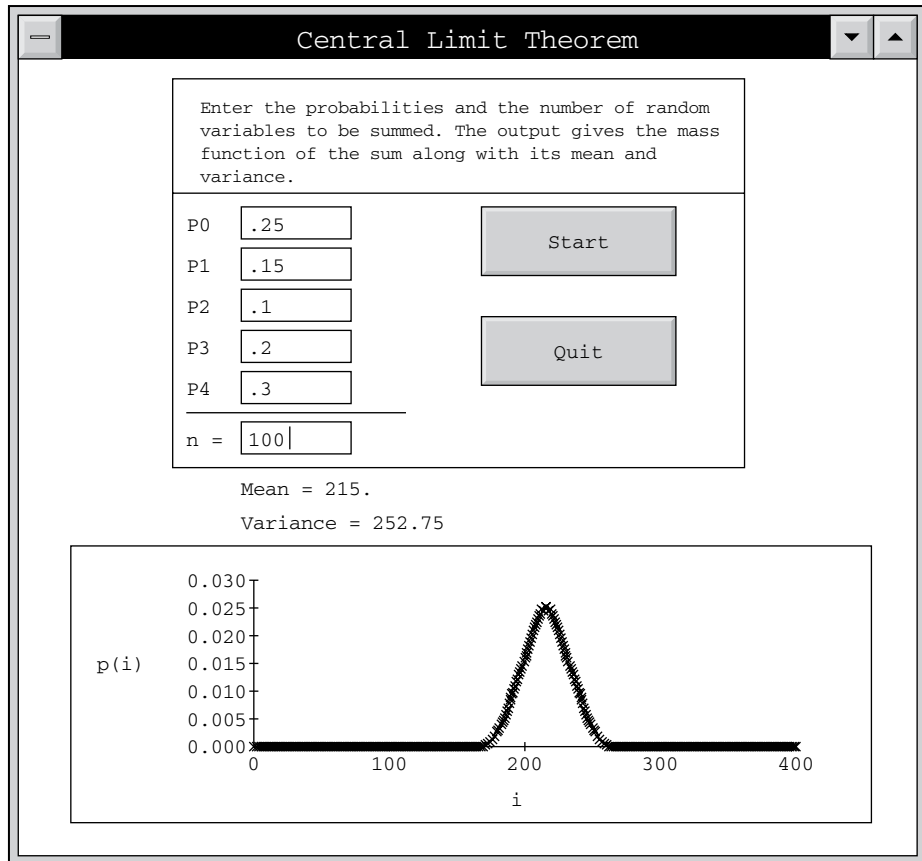 Central Limit Theorem
Enter the probabilities and the number of random
variables to be summed. The output gives the mass
function of the sum along with its mean and
variance.
P0 .25
Start
P1 .15
P2 .1
P3 .2
Quit
P4 .3
n = 100
Mean = 215.
Variance = 252.75
0.030
0.025
0.020
p(i) 0.015
0.010
0.005
0.000
0 100 200 300 400
i